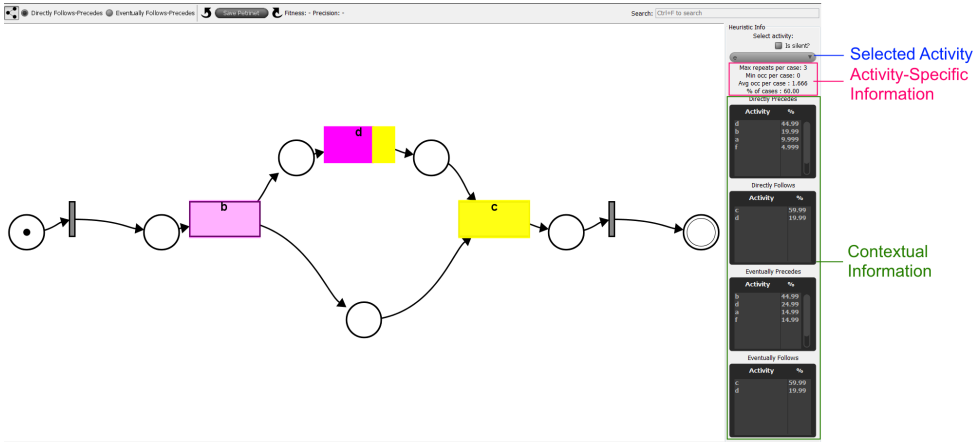 Directly Follows-Precedes Eventually Follows-Precedes Save Petrinet Fitness: - Precision: - Search: Ctrl+F to search
Heuristic Info
Select activity:
Is silent?
e
Max repeats per case: 3
Min occ per case: 0
Avg occ per case : 1.666
% of cases : 60.00
Directly Precedes
Activity %
d 44.99
b 19.99
a 9.999
f 4.999
Directly Follows
Activity %
c 59.99
d 19.99
Eventually Precedes
Activity %
b 44.99
d 24.99
a 14.99
f 14.99
Eventually Follows
Activity %
c 59.99
d 19.99
Selected Activity
Activity-Specific
Information
Contextual
Information
d
b
c